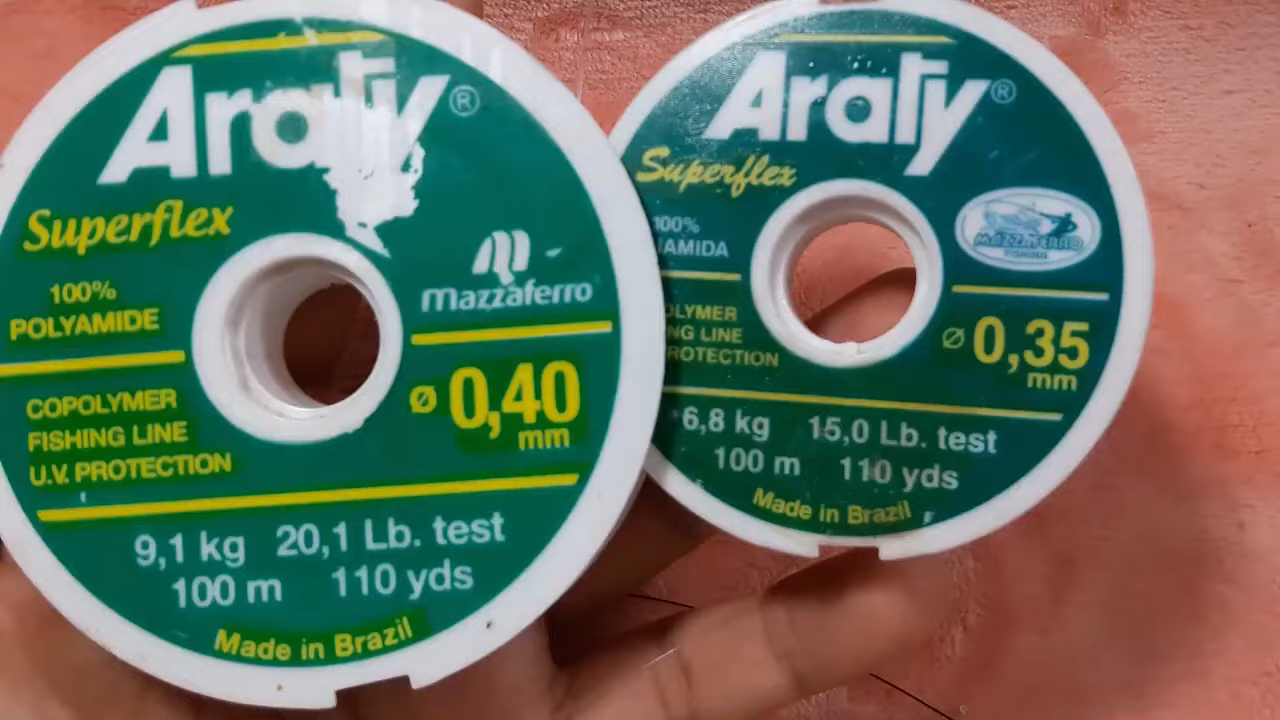 Araty®
Superflex
100%
POLYAMIDE
mazzaferro
COPOLYMER
FISHING LINE
U.V. PROTECTION
Ø 0,40
mm
9,1 kg 20,1 Lb. test
100 m 110 yds
Made in Brazil
Araty®
Superflex
100%
AMIDA
MAZZAFERRO
OLYMER
NG LINE
ROTECTION
Ø 0,35
mm
6,8 kg 15,0 Lb. test
100 m 110 yds
Made in Brazil